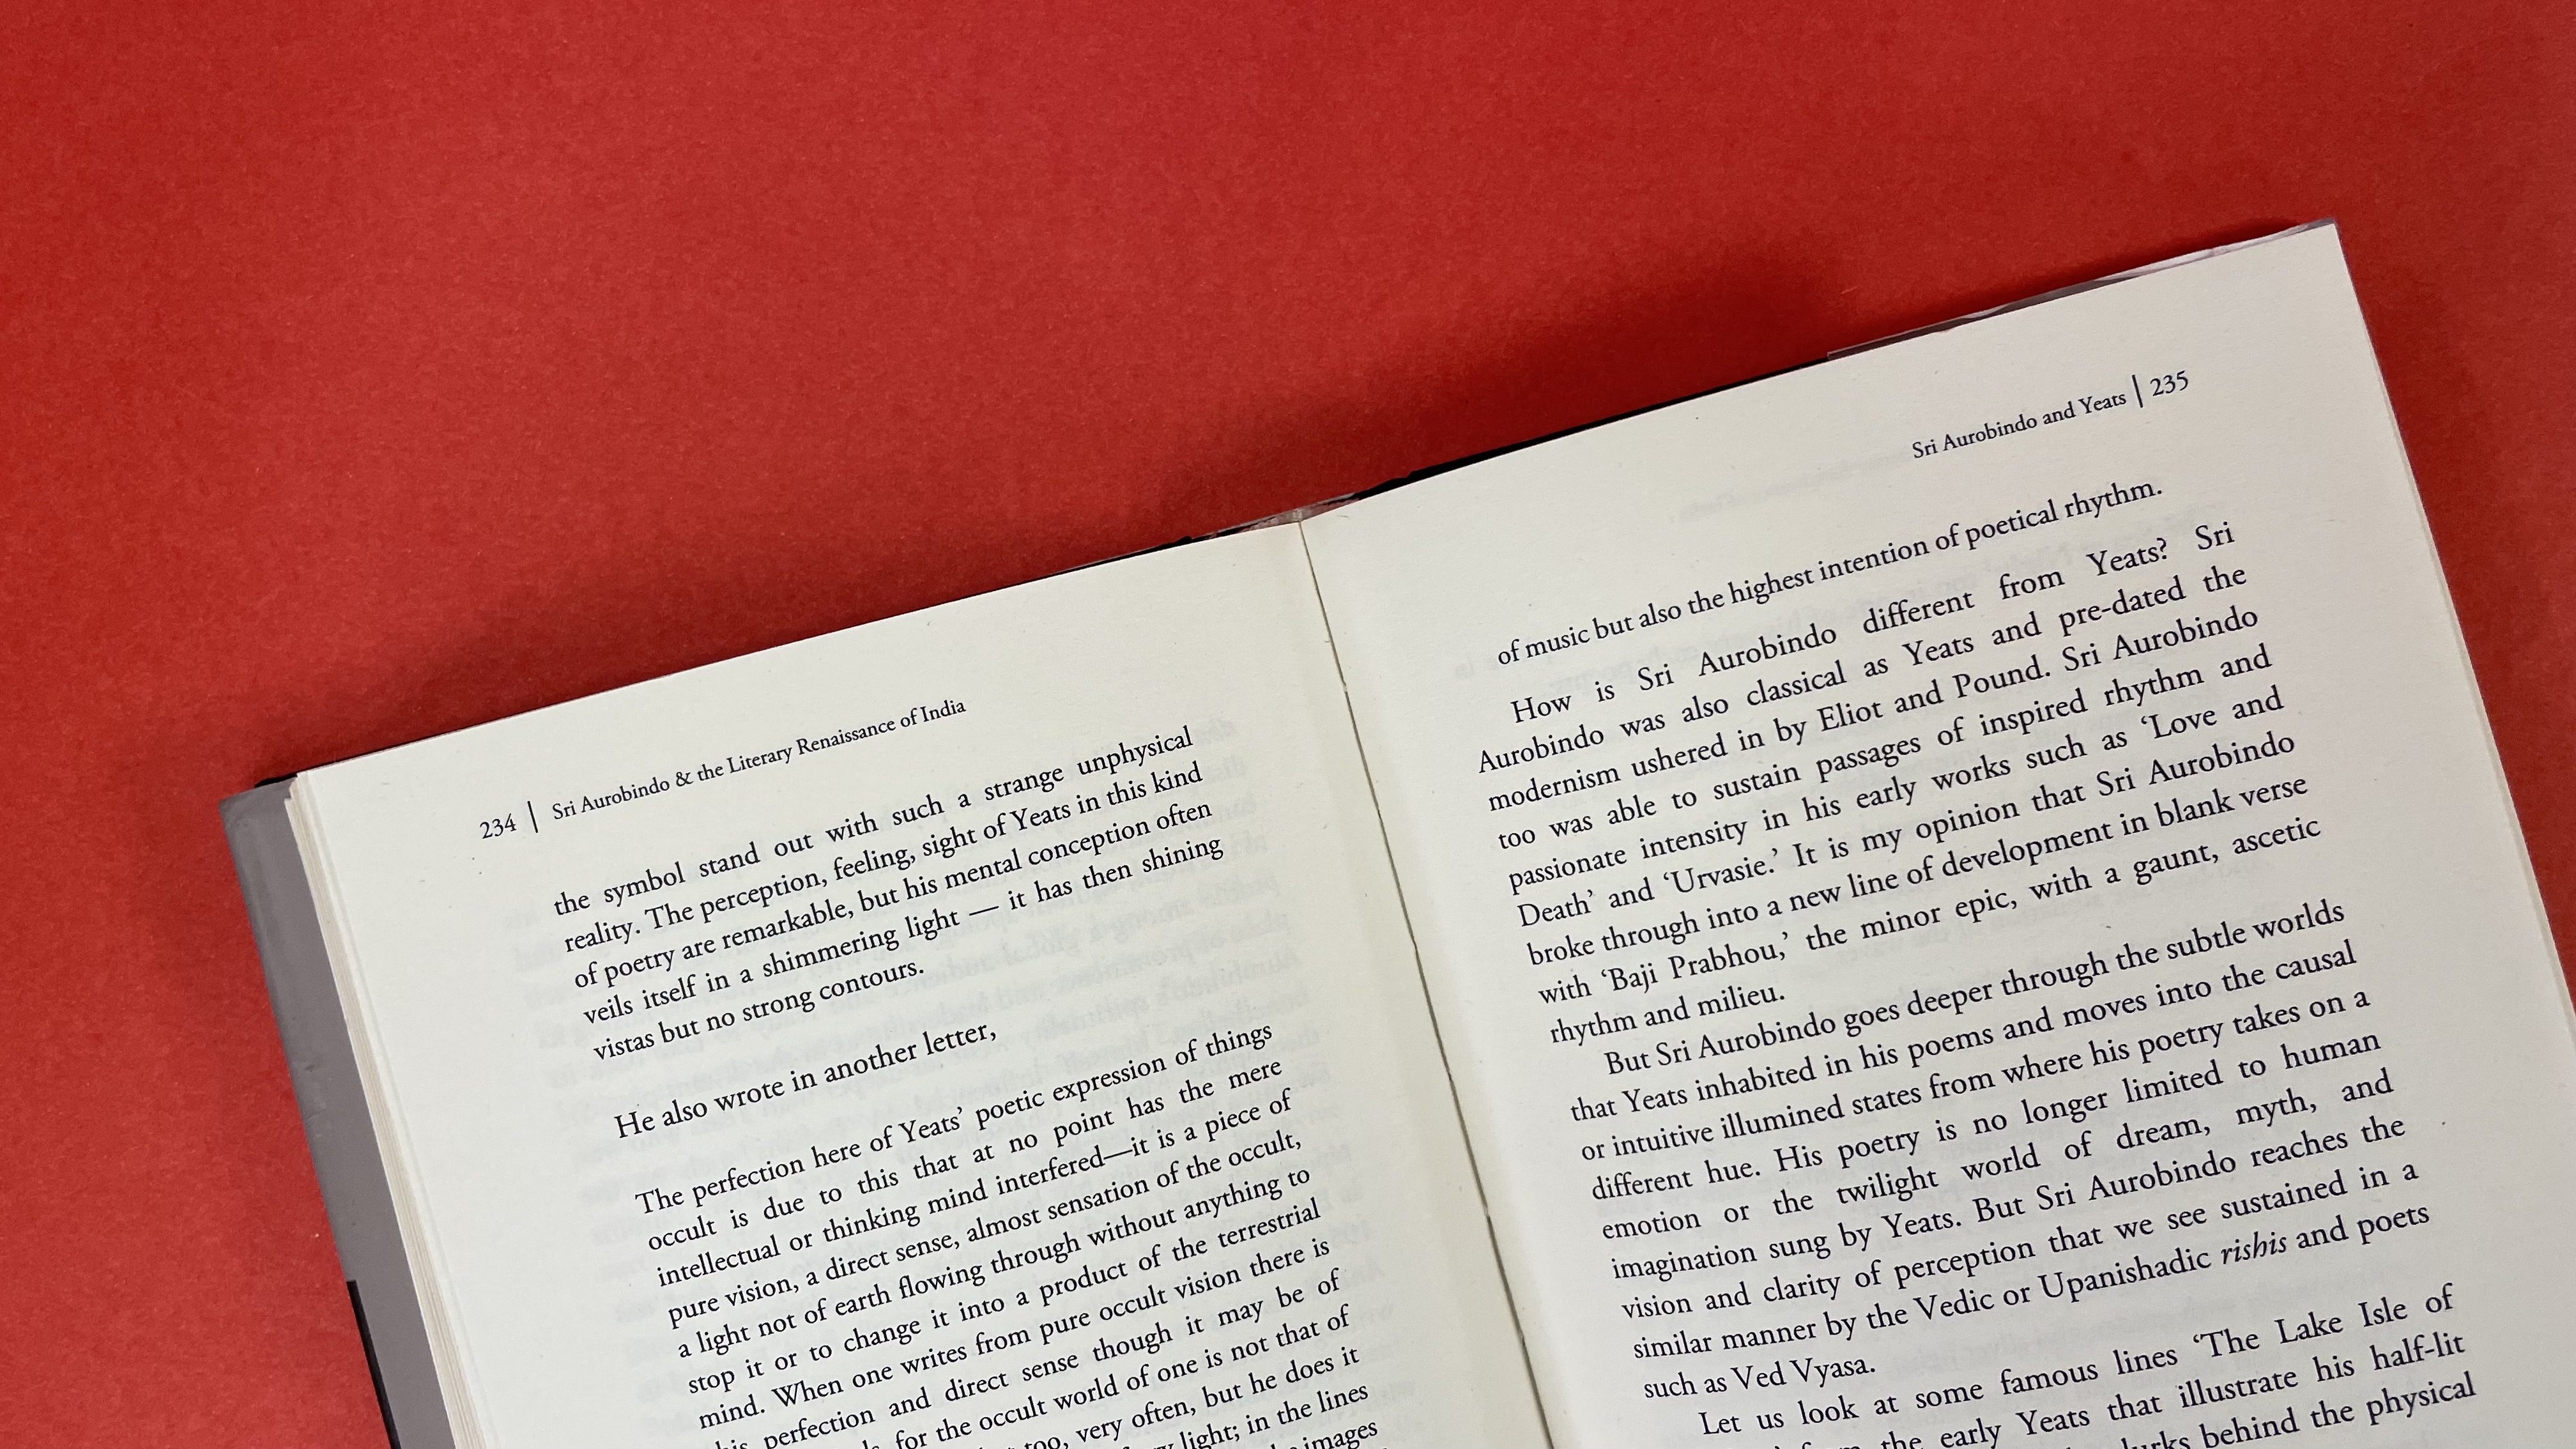 234 | Sri Aurobindo & the Literary Renaissance of India
the symbol stand out with such a strange unphysical
reality. The perception, feeling, sight of Yeats in this kind
of poetry are remarkable, but his mental conception often
veils itself in a shimmering light — it has then shining
vistas but no strong contours.
He also wrote in another letter,
The perfection here of Yeats’ poetic expression of things
occult is due to this that at no point has the mere
intellectual or thinking mind interfered—it is a piece of
pure vision, a direct sense, almost sensation of the occult,
a light not of earth flowing through without anything to
stop it or to change it into a product of the terrestrial
mind. When one writes from pure occult vision there is
perfection and direct sense though it may be of
for the occult world of one is not that of
too, very often, but he does it
light; in the lines
images
Sri Aurobindo and Yeats | 235
of music but also the highest intention of poetical rhythm.
How is Sri Aurobindo different from Yeats? Sri
Aurobindo was also classical as Yeats and pre-dated the
modernism ushered in by Eliot and Pound. Sri Aurobindo
too was able to sustain passages of inspired rhythm and
passionate intensity in his early works such as ‘Love and
Death’ and ‘Urvasie.’ It is my opinion that Sri Aurobindo
broke through into a new line of development in blank verse
with ‘Baji Prabhou,’ the minor epic, with a gaunt, ascetic
rhythm and milieu.
But Sri Aurobindo goes deeper through the subtle worlds
that Yeats inhabited in his poems and moves into the causal
or intuitive illumined states from where his poetry takes on a
different hue. His poetry is no longer limited to human
emotion or the twilight world of dream, myth, and
imagination sung by Yeats. But Sri Aurobindo reaches the
vision and clarity of perception that we see sustained in a
similar manner by the Vedic or Upanishadic rishis and poets
such as Ved Vyasa.
Let us look at some famous lines ‘The Lake Isle of
the early Yeats that illustrate his half-lit
behind the physical